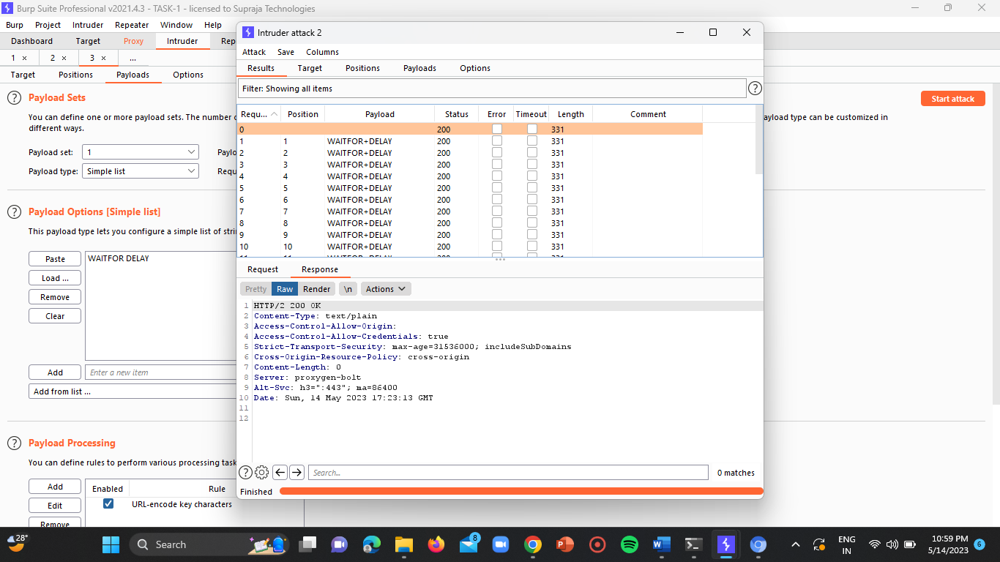 Burp Suite Professional v2021.4.3 - TASK-1 - licensed to Supraja Technologies
Burp Project Intruder Repeater Window Help
Dashboard Target Proxy Intruder Rep
1 × 2 × 3 × ...
Target Positions Payloads Options
? Payload Sets
Start attack
You can define one or more payload sets. The number o
ayload type can be customized in
different ways.
Payload set: 1 Paylo
Payload type: Simple list Requ
? Payload Options [Simple list]
This payload type lets you configure a simple list of stri
Paste
WAITFOR DELAY
Load ...
Remove
Clear
Add Enter a new item
Add from list ...
? Payload Processing
You can define rules to perform various processing task
Add Enabled Rule
Edit URL-encode key characters
Remove
Intruder attack 2
Attack Save Columns
Results Target Positions Payloads Options
Filter: Showing all items ?
Requ... Position Payload Status Error Timeout Length Comment
0 200 331
1 1 WAITFOR+DELAY 200 331
2 2 WAITFOR+DELAY 200 331
3 3 WAITFOR+DELAY 200 331
4 4 WAITFOR+DELAY 200 331
5 5 WAITFOR+DELAY 200 331
6 6 WAITFOR+DELAY 200 331
7 7 WAITFOR+DELAY 200 331
8 8 WAITFOR+DELAY 200 331
9 9 WAITFOR+DELAY 200 331
10 10 WAITFOR+DELAY 200 331
Request Response
Pretty Raw Render \n Actions
1 HTTP/2 200 OK
2 Content-Type: text/plain
3 Access-Control-Allow-Origin:
4 Access-Control-Allow-Credentials: true
5 Strict-Transport-Security: max-age=31536000; includeSubDomains
6 Cross-Origin-Resource-Policy: cross-origin
7 Content-Length: 0
8 Server: proxygen-bolt
9 Alt-Svc: h3=":443"; ma=86400
10 Date: Sun, 14 May 2023 17:23:13 GMT
11
12
? Search... 0 matches
Finished
28° Search 8 ENG 10:59 PM
IN 5/14/2023 6